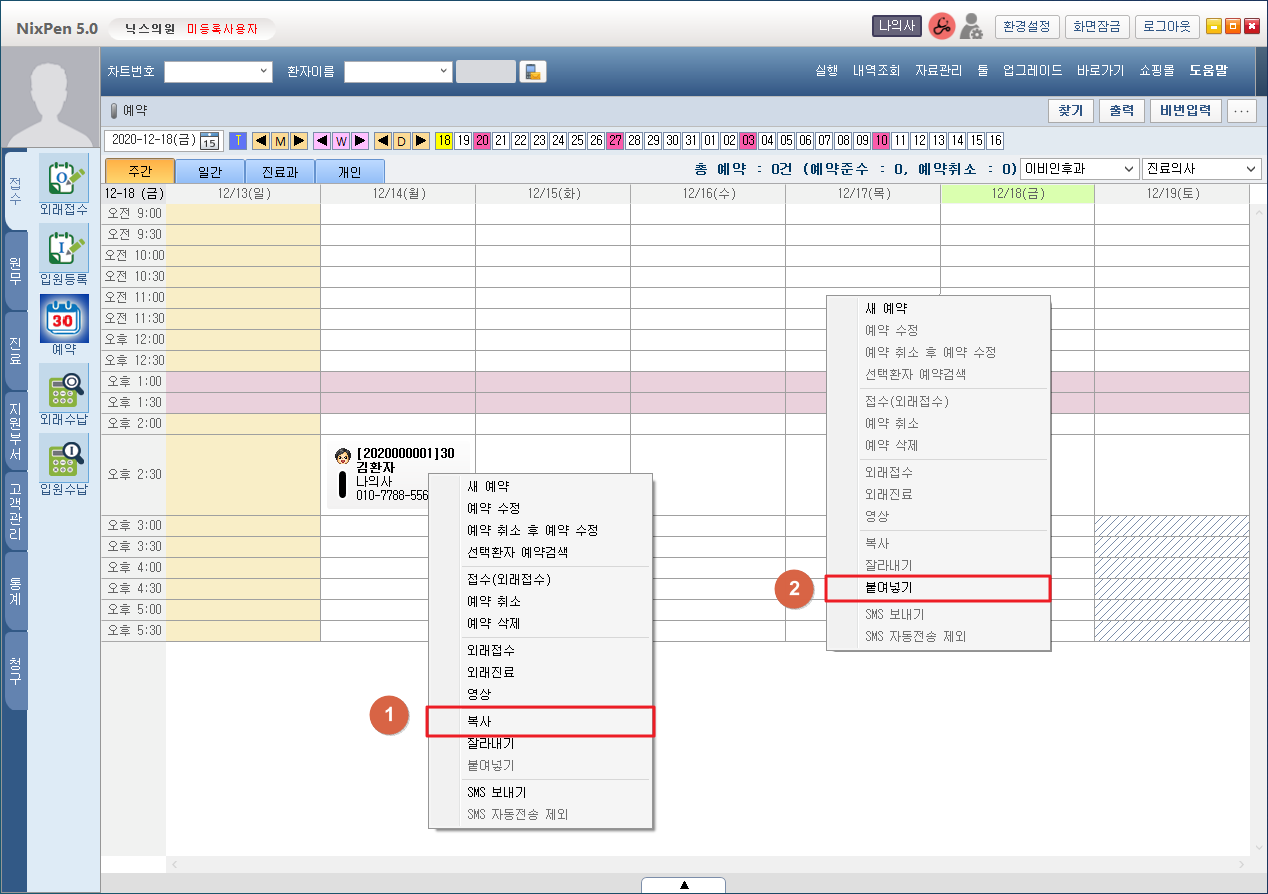 NixPen 5.0
닉스의원 미등록사용자
나의사
환경설정 화면잠금 로그아웃
차트번호 환자이름
실행 내역조회 자료관리 툴 업그레이드 바로가기 쇼핑몰 도움말
예약
찾기 출력 비번입력 ...
2020-12-18(금) 15 T ◀ M ▶ ◀ W ▶ ◀ D ▶ 18 19 20 21 22 23 24 25 26 27 28 29 30 31 01 02 03 04 05 06 07 08 09 10 11 12 13 14 15 16
주간 일간 진료과 개인
총 예약 : 0건 (예약준수 : 0, 예약취소 : 0) 이비인후과 진료의사
12-18 (금) 12/13(일) 12/14(월) 12/15(화) 12/16(수) 12/17(목) 12/18(금) 12/19(토)
접수
원무
진료
지원부서
고객관리
통계
청구
외래접수
입원등록
30
예약
외래수납
입원수납
오전 9:00
오전 9:30
오전 10:00
오전 10:30
오전 11:00
오전 11:30
오후 12:00
오후 12:30
오후 1:00
오후 1:30
오후 2:00
오후 2:30
오후 3:00
오후 3:30
오후 4:00
오후 4:30
오후 5:00
오후 5:30
[2020000001]30
김환자
나의사
010-7788-556
1
새 예약
예약 수정
예약 취소 후 예약 수정
선택환자 예약검색
접수(외래접수)
예약 취소
예약 삭제
외래접수
외래진료
영상
복사
잘라내기
붙여넣기
SMS 보내기
SMS 자동전송 제외
2
새 예약
예약 수정
예약 취소 후 예약 수정
선택환자 예약검색
접수(외래접수)
예약 취소
예약 삭제
외래접수
외래진료
영상
복사
잘라내기
붙여넣기
SMS 보내기
SMS 자동전송 제외